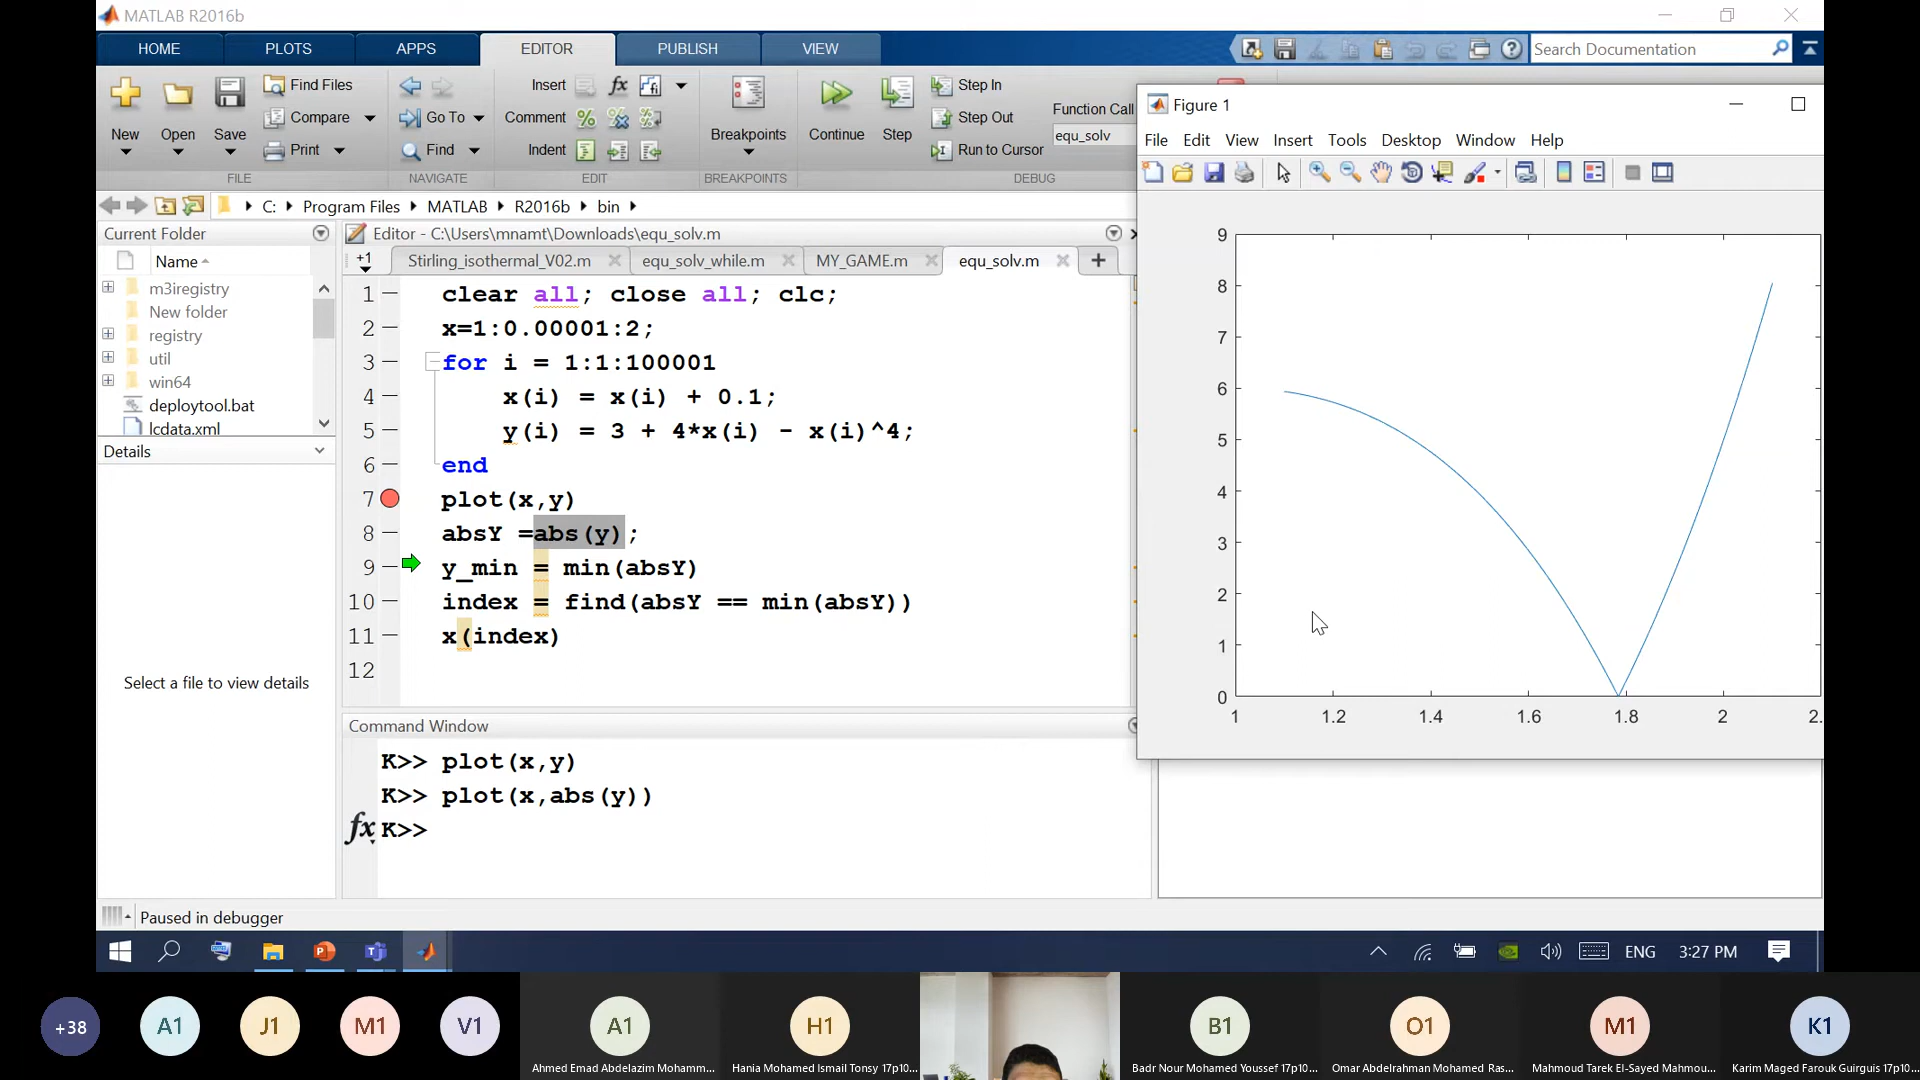 MATLAB R2016b
HOME PLOTS APPS EDITOR PUBLISH VIEW
Search Documentation
New Open Save Find Files Compare Print
Go To Find
Insert fx Comment Indent
Breakpoints Continue Step Step In Step Out Run to Cursor
Function Call
equ_solv
FILE NAVIGATE EDIT BREAKPOINTS DEBUG
C: Program Files MATLAB R2016b bin
Current Folder
Name
m3iregistry
New folder
registry
util
win64
deploytool.bat
lcdata.xml
Details
Select a file to view details
Editor - C:\Users\mnamt\Downloads\equ_solv.m
+1 Stirling_isothermal_V02.m equ_solv_while.m MY_GAME.m equ_solv.m +
1 clear all; close all; clc;
2 x=1:0.00001:2;
3 for i = 1:1:100001
4 x(i) = x(i) + 0.1;
5 y(i) = 3 + 4*x(i) - x(i)^4;
6 end
7 plot(x,y)
8 absY =abs(y);
9 y_min = min(absY)
10 index = find(absY == min(absY))
11 x(index)
12
Command Window
K>> plot(x,y)
K>> plot(x,abs(y))
fx K>>
Figure 1
File Edit View Insert Tools Desktop Window Help
9
8
7
6
5
4
3
2
1
0
1 1.2 1.4 1.6 1.8 2 2.
Paused in debugger
ENG 3:27 PM
+38 A1 J1 M1 V1 A1 H1 B1 O1 M1 K1
Ahmed Emad Abdelazim Mohamm...
Hania Mohamed Ismail Tonsy 17p10...
Badr Nour Mohamed Youssef 17p10...
Omar Abdelrahman Mohamed Ras...
Mahmoud Tarek El-Sayed Mahmou...
Karim Maged Farouk Guirguis 17p10...